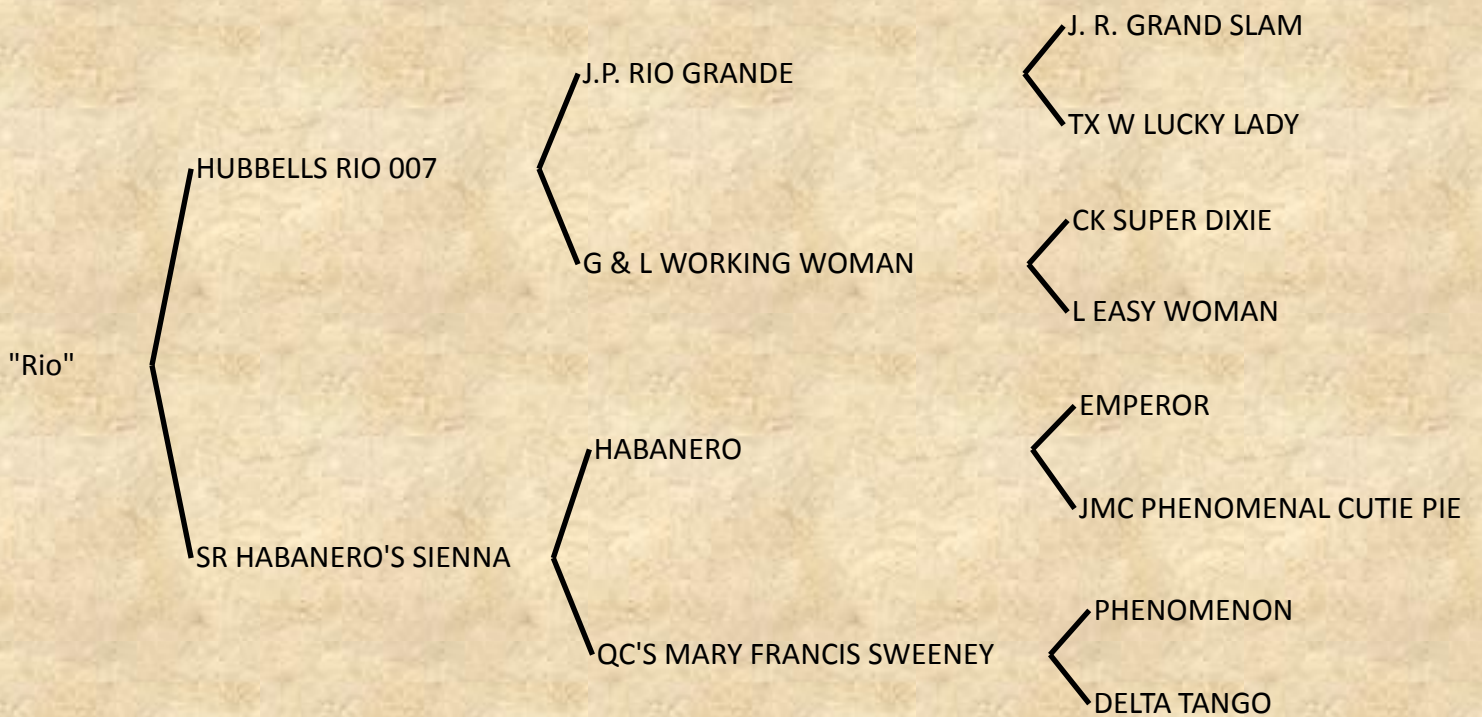 J. R. GRAND SLAM
J.P. RIO GRANDE
TX W LUCKY LADY
HUBBELLS RIO 007
CK SUPER DIXIE
G & L WORKING WOMAN
L EASY WOMAN
"Rio"
EMPEROR
HABANERO
JMC PHENOMENAL CUTIE PIE
SR HABANERO'S SIENNA
PHENOMENON
QC'S MARY FRANCIS SWEENEY
DELTA TANGO